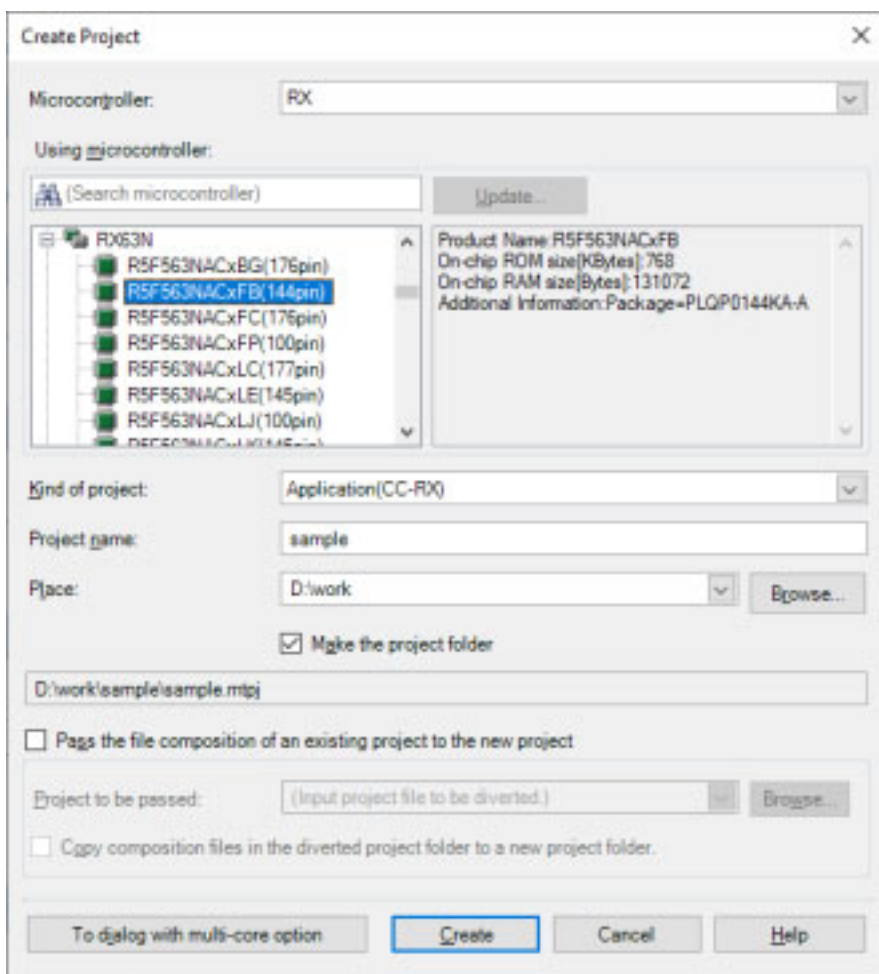 Create Project
Microcontroller: RX
Using microcontroller:
(Search microcontroller) Update...
RX63N
R5F563NACxBG(176pin)
R5F563NACxFB(144pin)
R5F563NACxFC(176pin)
R5F563NACxFP(100pin)
R5F563NACxLC(177pin)
R5F563NACxLE(145pin)
R5F563NACxLJ(100pin)
Product Name:R5F563NACxFB
On-chip ROM size[KBytes]:768
On-chip RAM size[Bytes]:131072
Additional Information:Package=PLQP0144KA-A
Kind of project: Application(CC-RX)
Project name: sample
Place: D:\work Browse...
Make the project folder
D:\work\sample\sample.mtpj
Pass the file composition of an existing project to the new project
Project to be passed: (Input project file to be diverted.) Browse...
Copy composition files in the diverted project folder to a new project folder.
To dialog with multi-core option Create Cancel Help